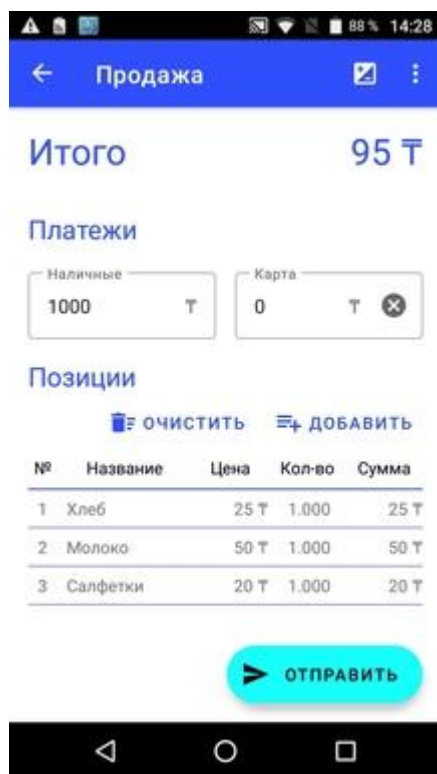 88% 14:28
Продажа
Итого 95 ₸
Платежи
Наличные Карта
1000 ₸ 0 ₸
Позиции
ОЧИСТИТЬ ДОБАВИТЬ
№ Название Цена Кол-во Сумма
1 Хлеб 25 ₸ 1.000 25 ₸
2 Молоко 50 ₸ 1.000 50 ₸
3 Салфетки 20 ₸ 1.000 20 ₸
ОТПРАВИТЬ